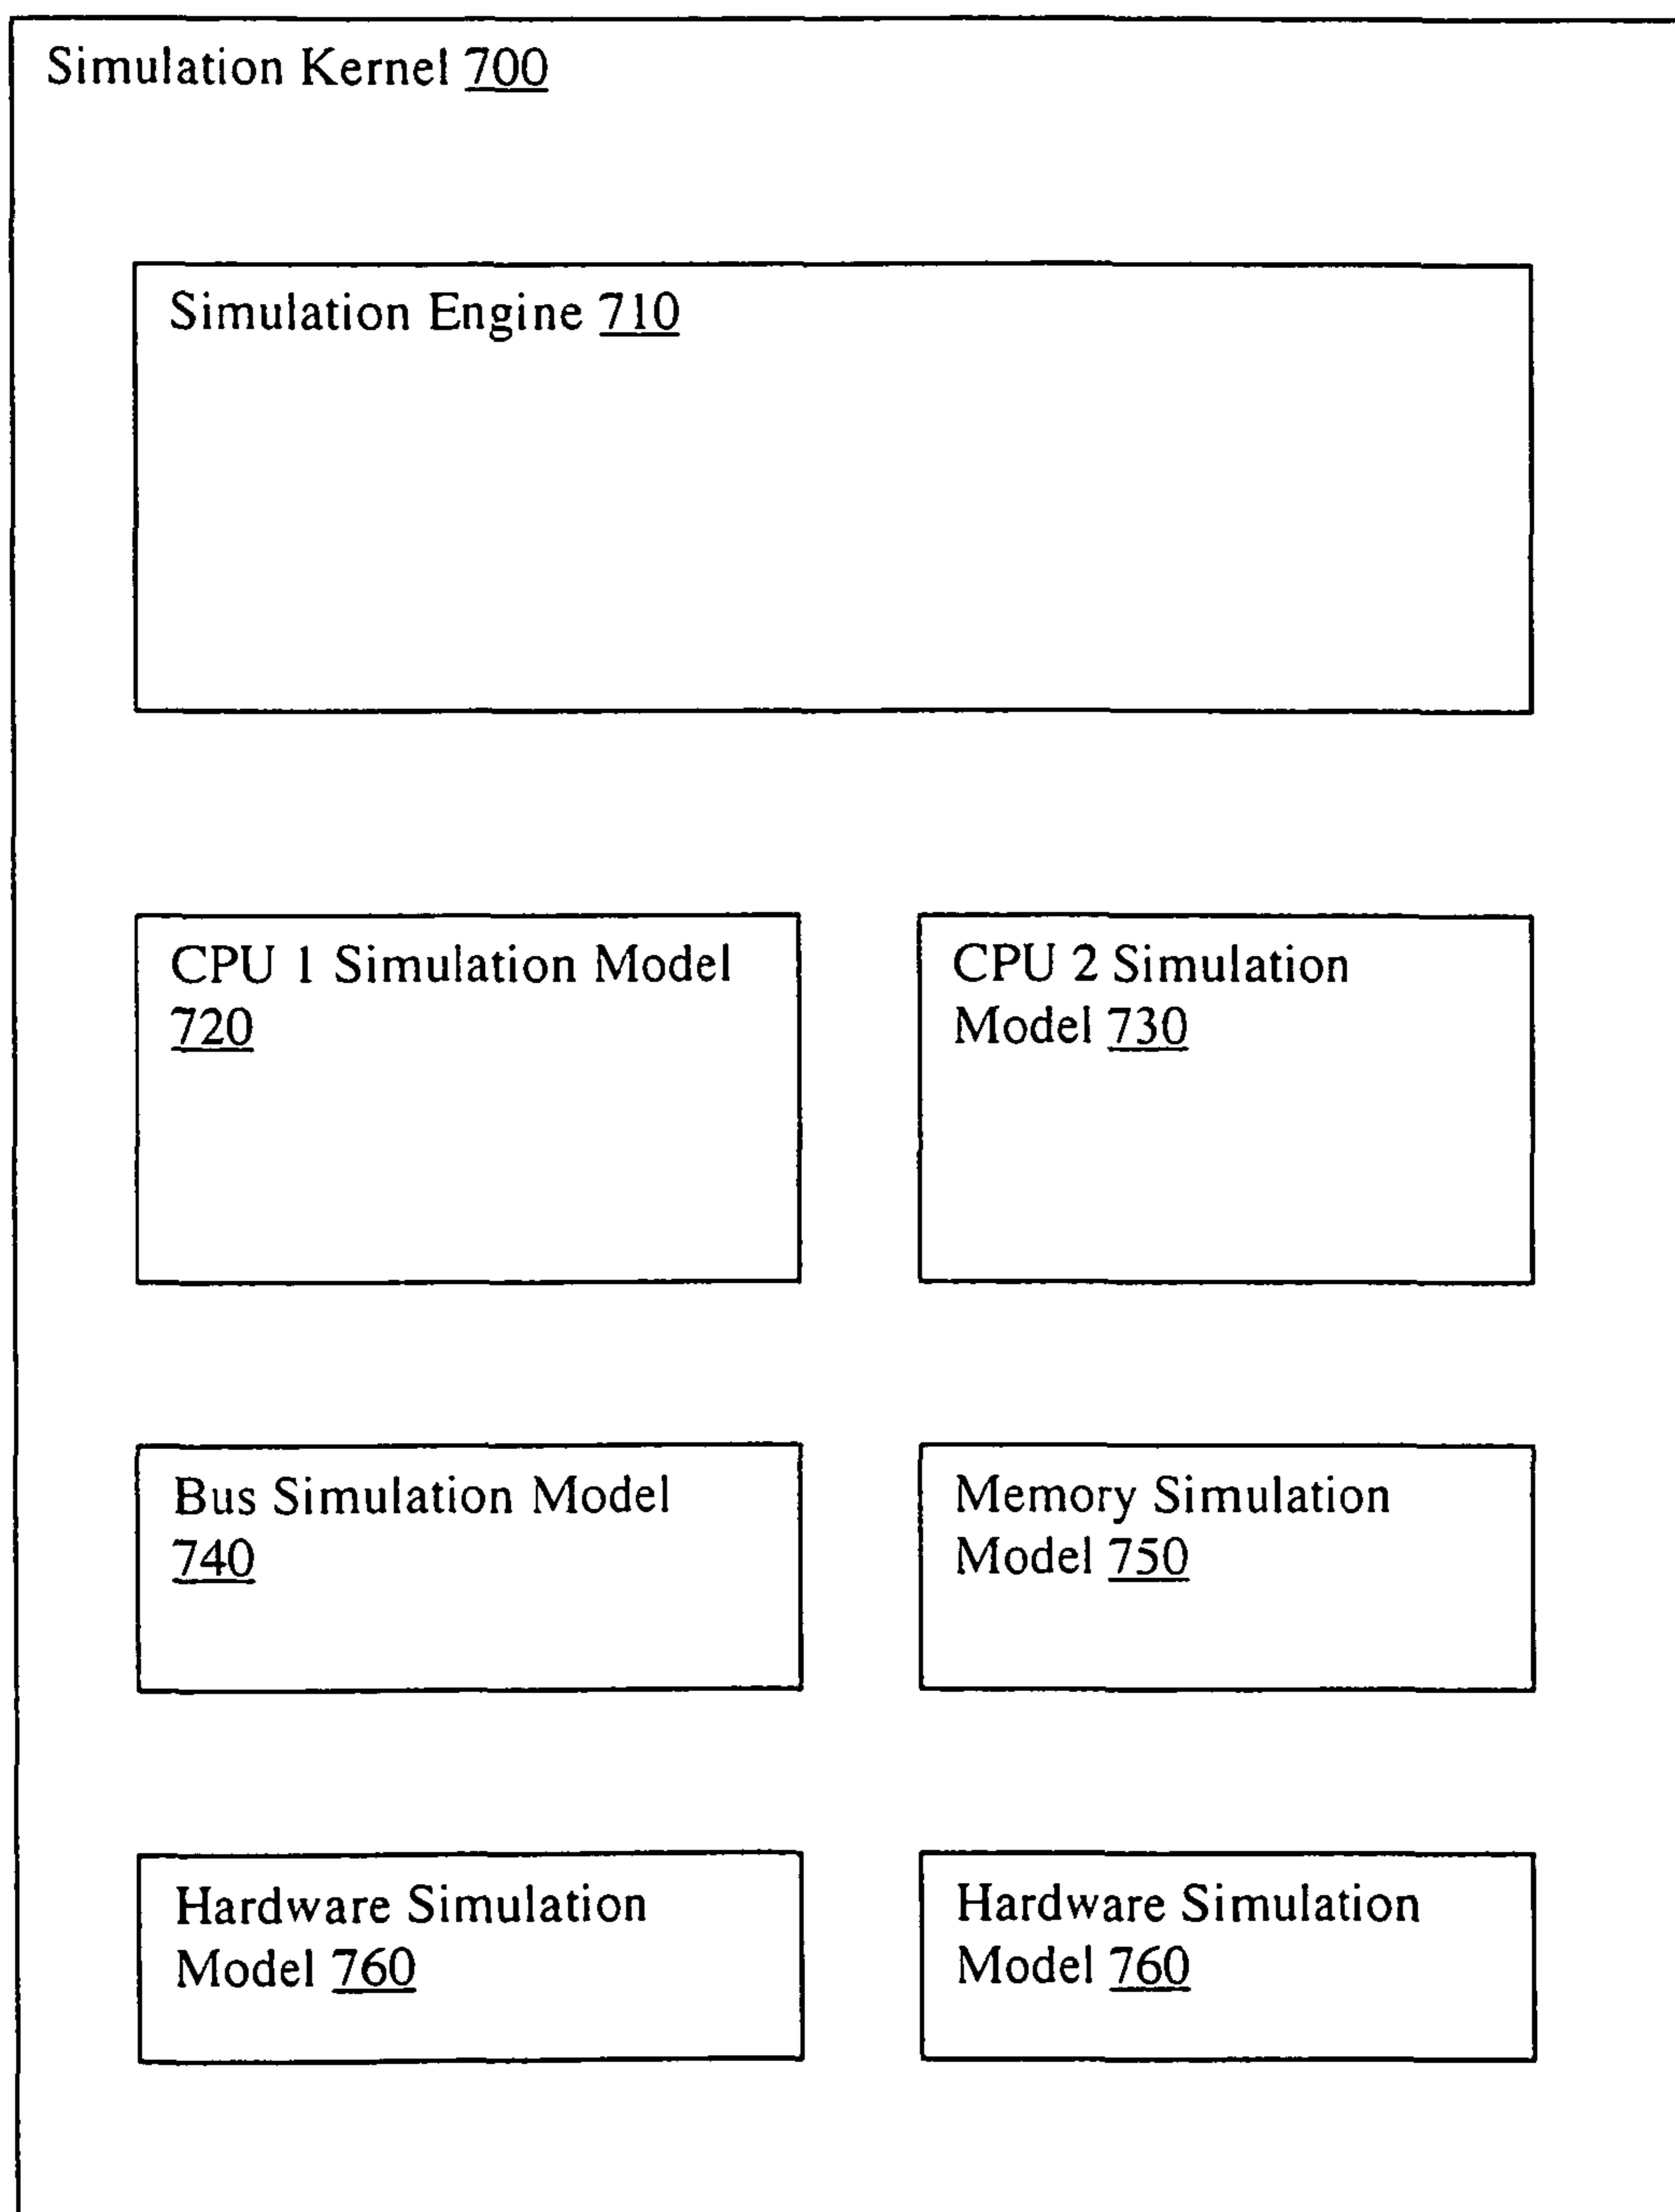 Simulation Kernel 700
Simulation Engine 710
CPU 1 Simulation Model
720
CPU 2 Simulation
Model 730
Bus Simulation Model
740
Memory Simulation
Model 750
Hardware Simulation
Model 760
Hardware Simulation
Model 760